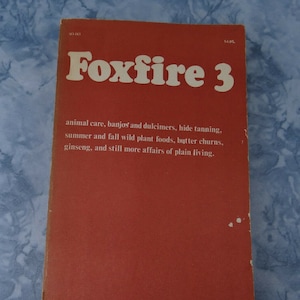 Foxfire 3
animal care, banjos and dulcimers, hide tanning,
summer and fall wild plant foods, butter churns,
ginseng, and still more affairs of plain living.